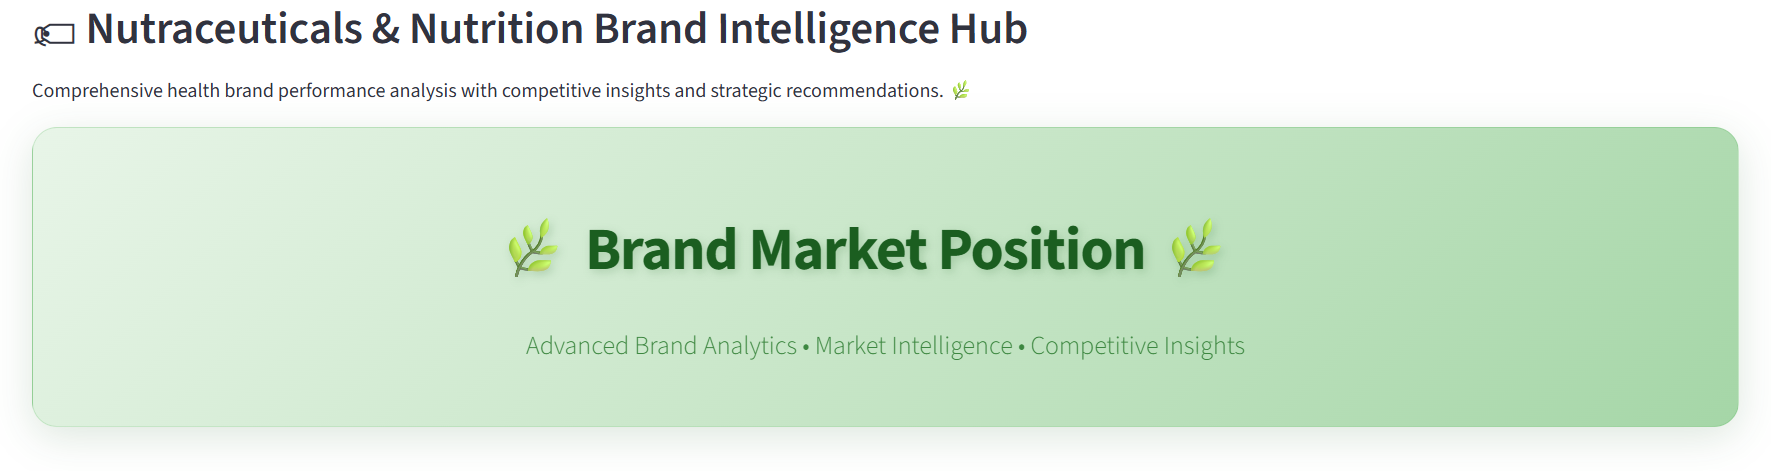 Nutraceuticals & Nutrition Brand Intelligence Hub
Comprehensive health brand performance analysis with competitive insights and strategic recommendations.
Brand Market Position
Advanced Brand Analytics • Market Intelligence • Competitive Insights